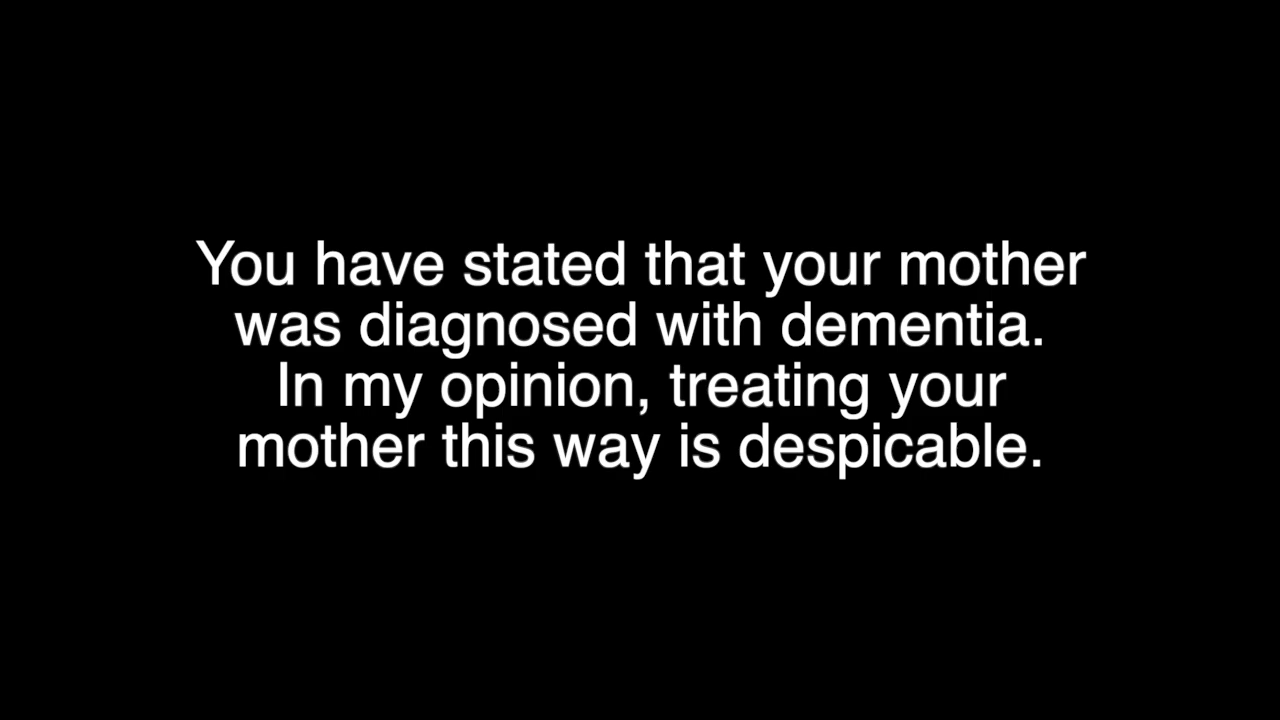 You have stated that your mother
was diagnosed with dementia.
In my opinion, treating your
mother this way is despicable.